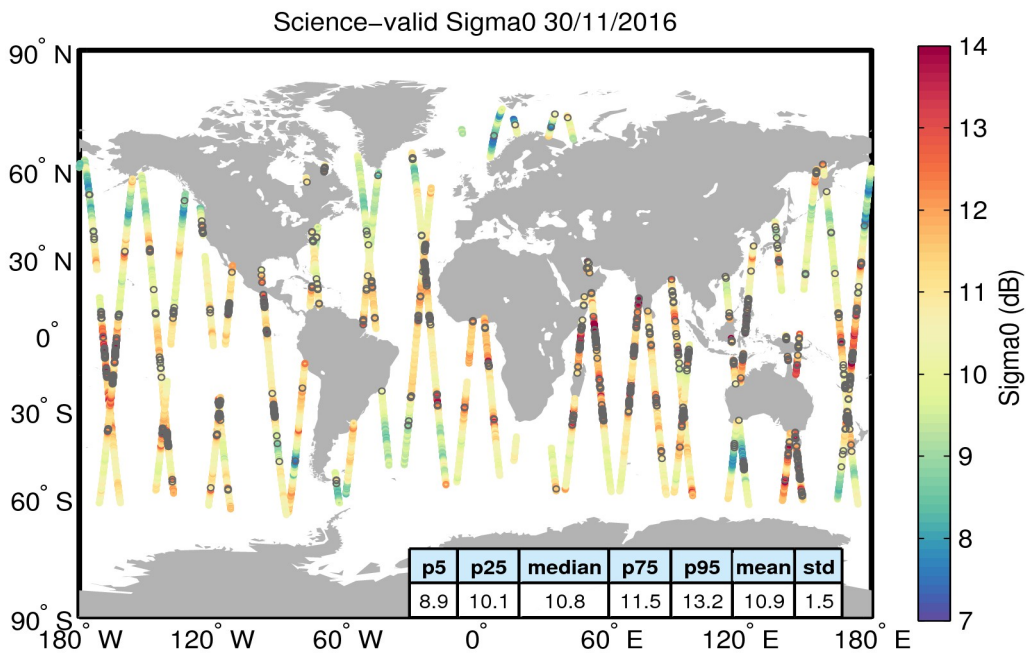 Science−valid Sigma0 30/11/2016
90° N
60° N
30° N
0°
30° S
60° S
90° S
180° W
120° W
60° W
0°
60° E
120° E
180° E
p5 p25 median p75 p95 mean std
8.9 10.1 10.8 11.5 13.2 10.9 1.5
14
13
12
11
10
9
8
7
Sigma0 (dB)